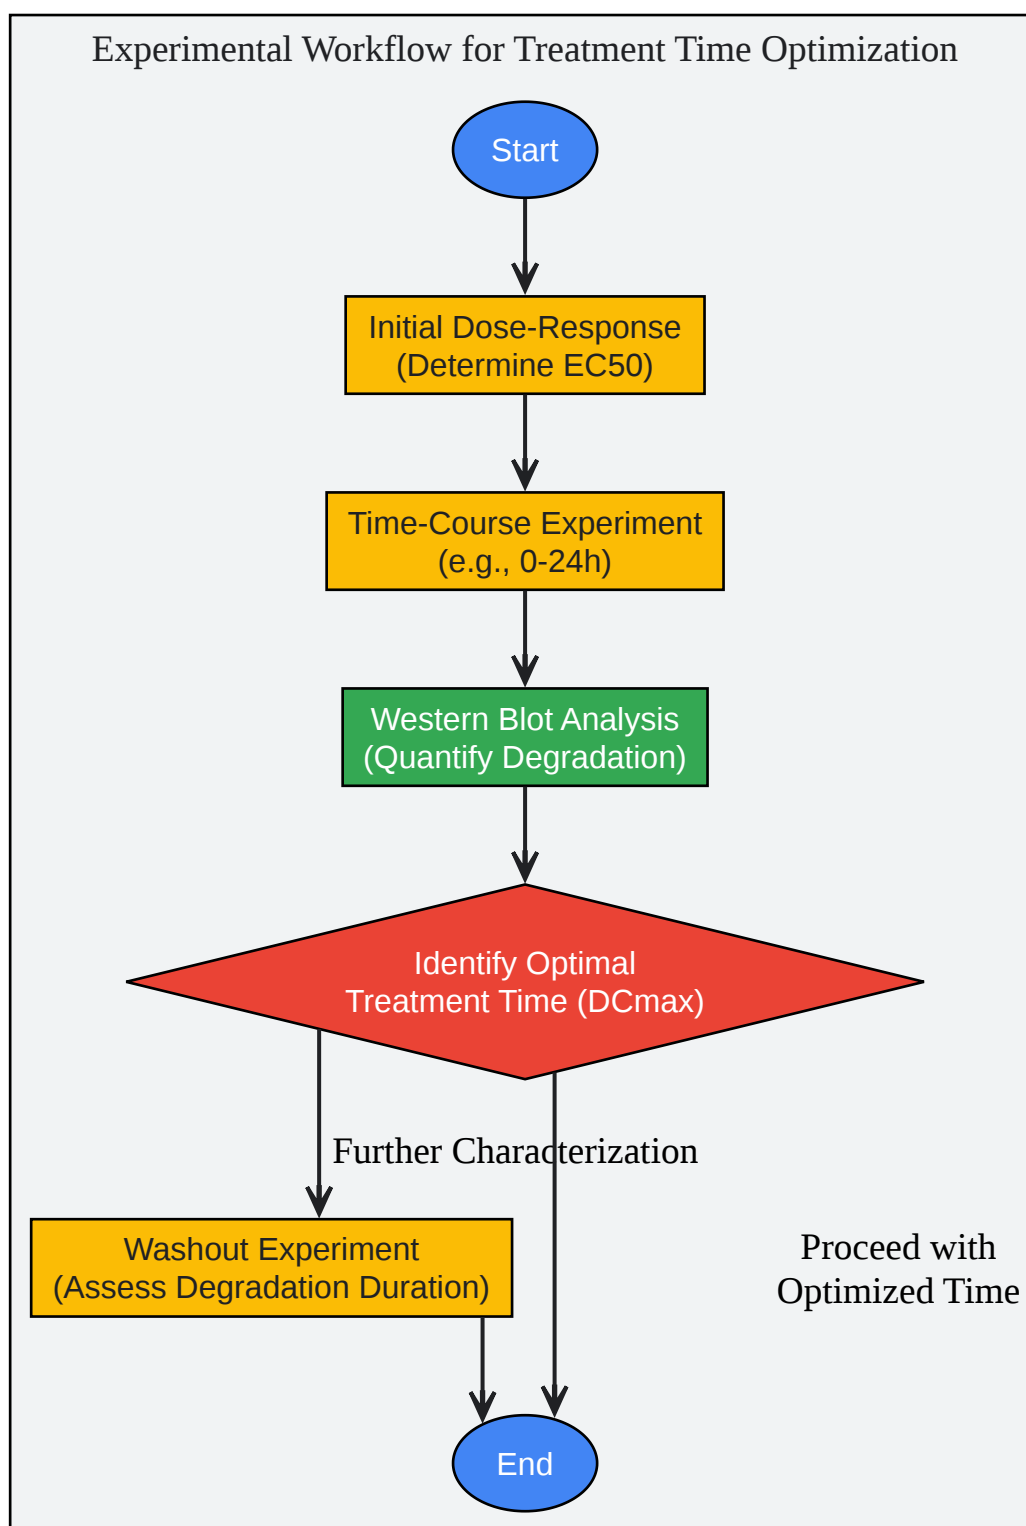 Experimental Workflow for Treatment Time Optimization
Start
Initial Dose-Response
(Determine EC50)
Time-Course Experiment
(e.g., 0-24h)
Western Blot Analysis
(Quantify Degradation)
Identify Optimal
Treatment Time (DCmax)
Further Characterization
Washout Experiment
(Assess Degradation Duration)
Proceed with
Optimized Time
End